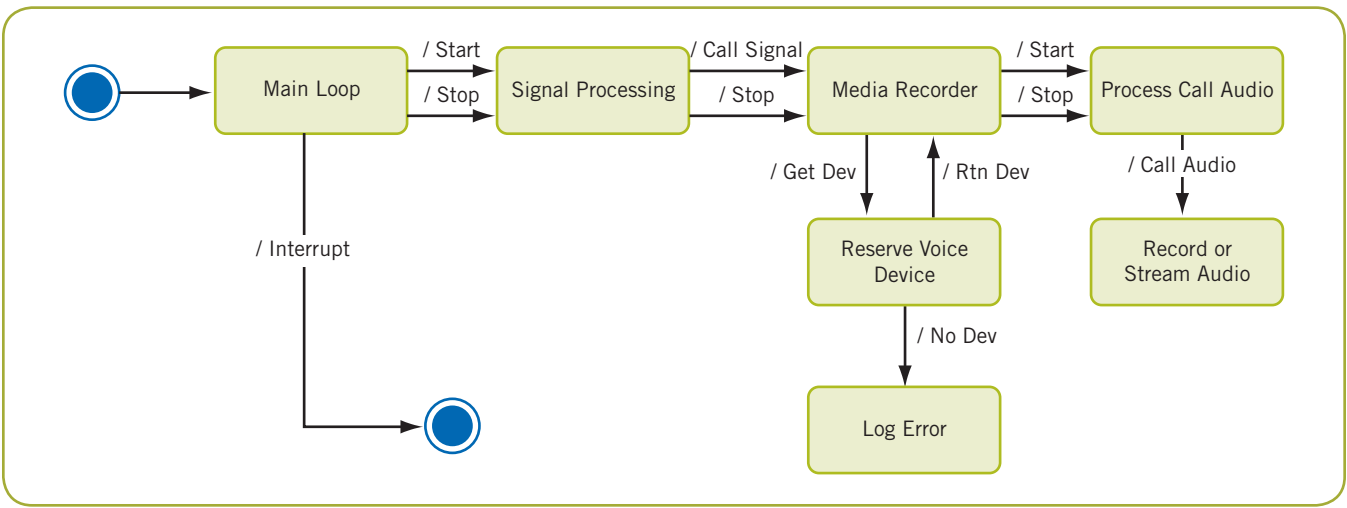 / Start
/ Call Signal
/ Start
Main Loop
Signal Processing
Media Recorder
Process Call Audio
/ Stop
/ Stop
/ Stop
/ Get Dev
/ Rtn Dev
/ Call Audio
/ Interrupt
Reserve Voice
Device
Record or
Stream Audio
/ No Dev
Log Error